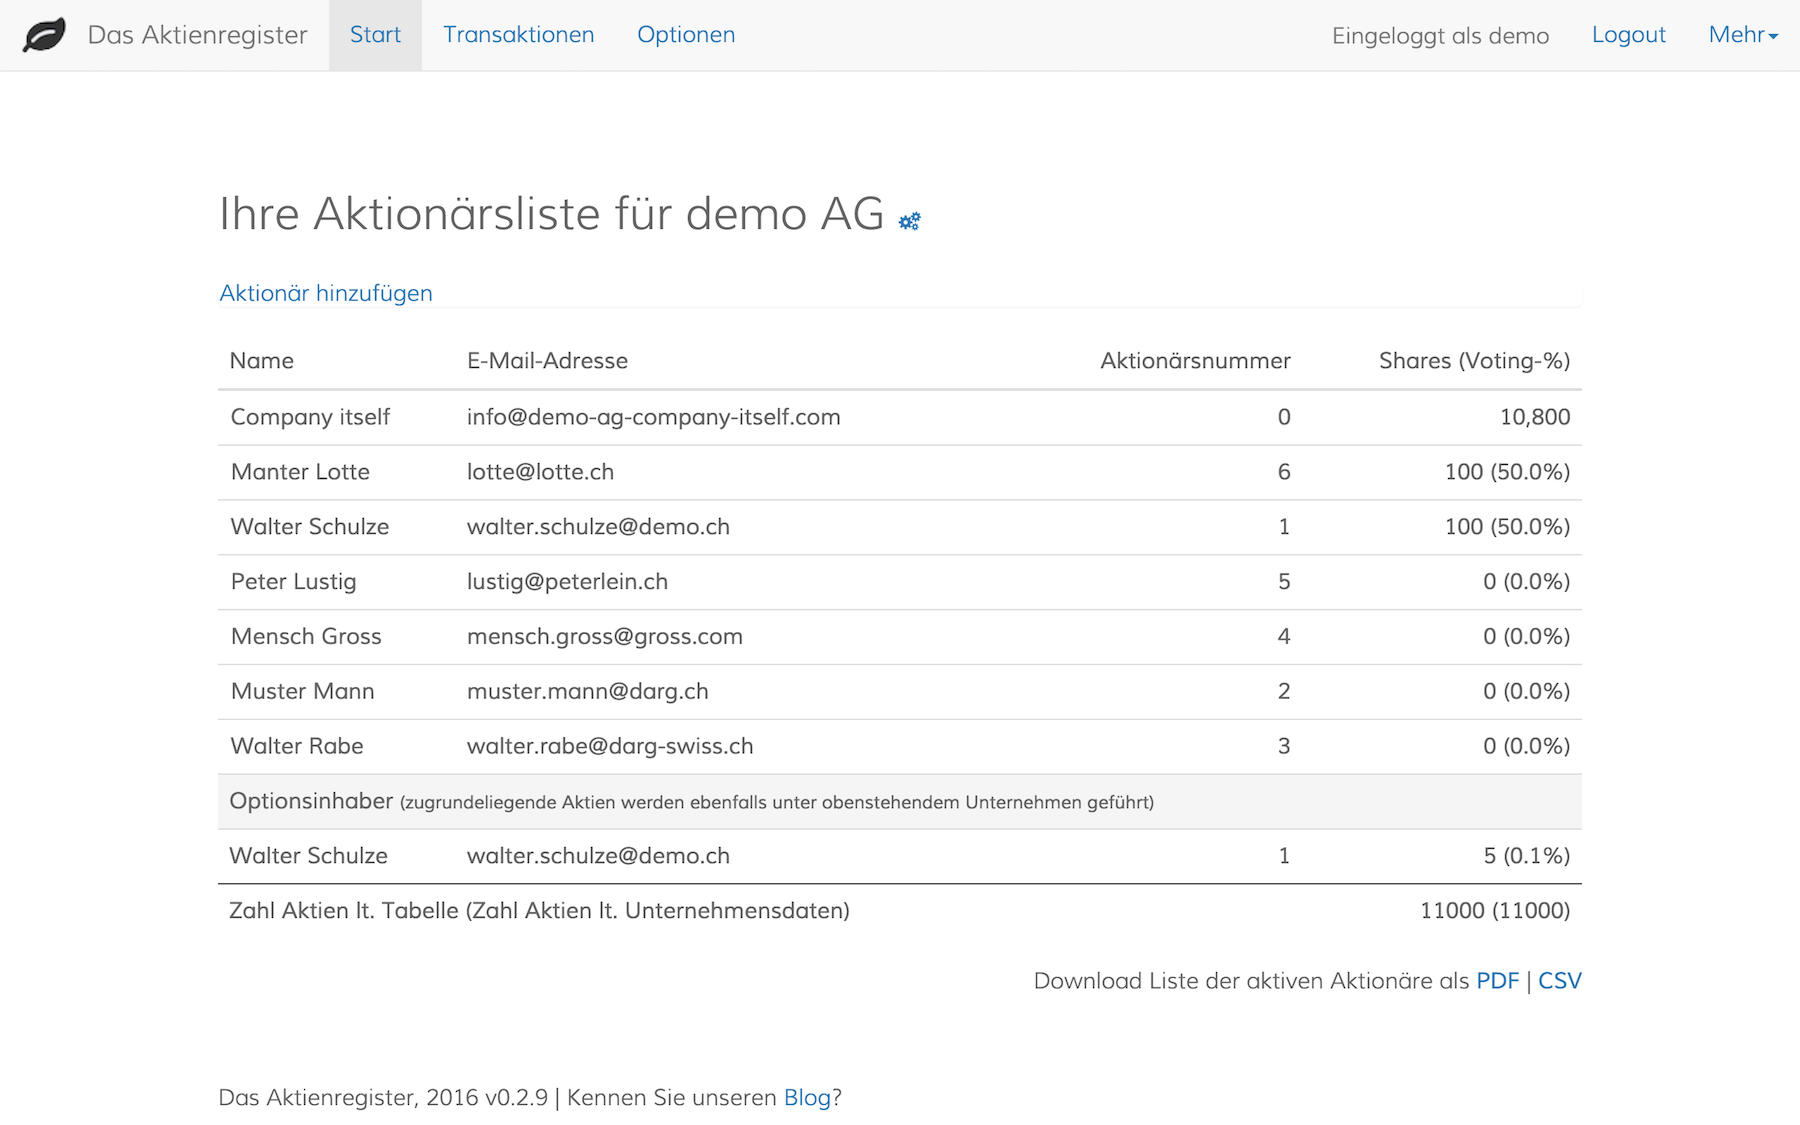 Das Aktienregister Start Transaktionen Optionen Eingeloggt als demo Logout Mehr
Ihre Aktionärsliste für demo AG
Aktionär hinzufügen
Name E-Mail-Adresse Aktionärsnummer Shares (Voting-%)
Company itself info@demo-ag-company-itself.com 0 10,800
Manter Lotte lotte@lotte.ch 6 100 (50.0%)
Walter Schulze walter.schulze@demo.ch 1 100 (50.0%)
Peter Lustig lustig@peterlein.ch 5 0 (0.0%)
Mensch Gross mensch.gross@gross.com 4 0 (0.0%)
Muster Mann muster.mann@darg.ch 2 0 (0.0%)
Walter Rabe walter.rabe@darg-swiss.ch 3 0 (0.0%)
Optionsinhaber (zugrundeliegende Aktien werden ebenfalls unter obenstehendem Unternehmen geführt)
Walter Schulze walter.schulze@demo.ch 1 5 (0.1%)
Zahl Aktien lt. Tabelle (Zahl Aktien lt. Unternehmensdaten) 11000 (11000)
Download Liste der aktiven Aktionäre als PDF | CSV
Das Aktienregister, 2016 v0.2.9 | Kennen Sie unseren Blog?